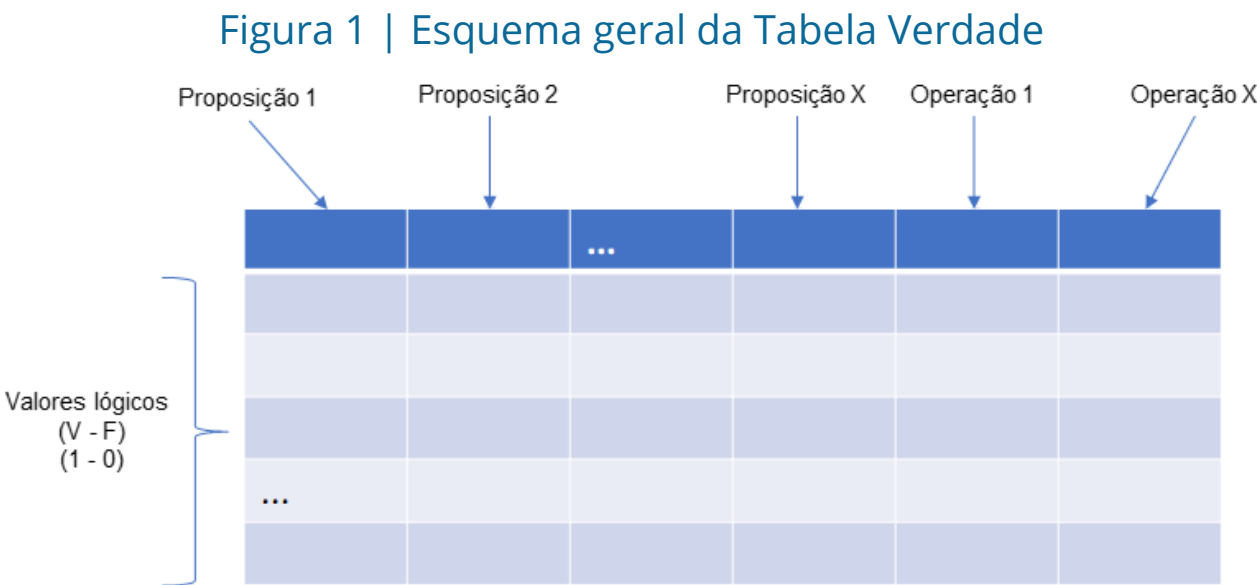 Figura 1 | Esquema geral da Tabela Verdade
Proposição 1
Proposição 2
Proposição X
Operação 1
Operação X
...
Valores lógicos
(V - F)
(1 - 0)
...